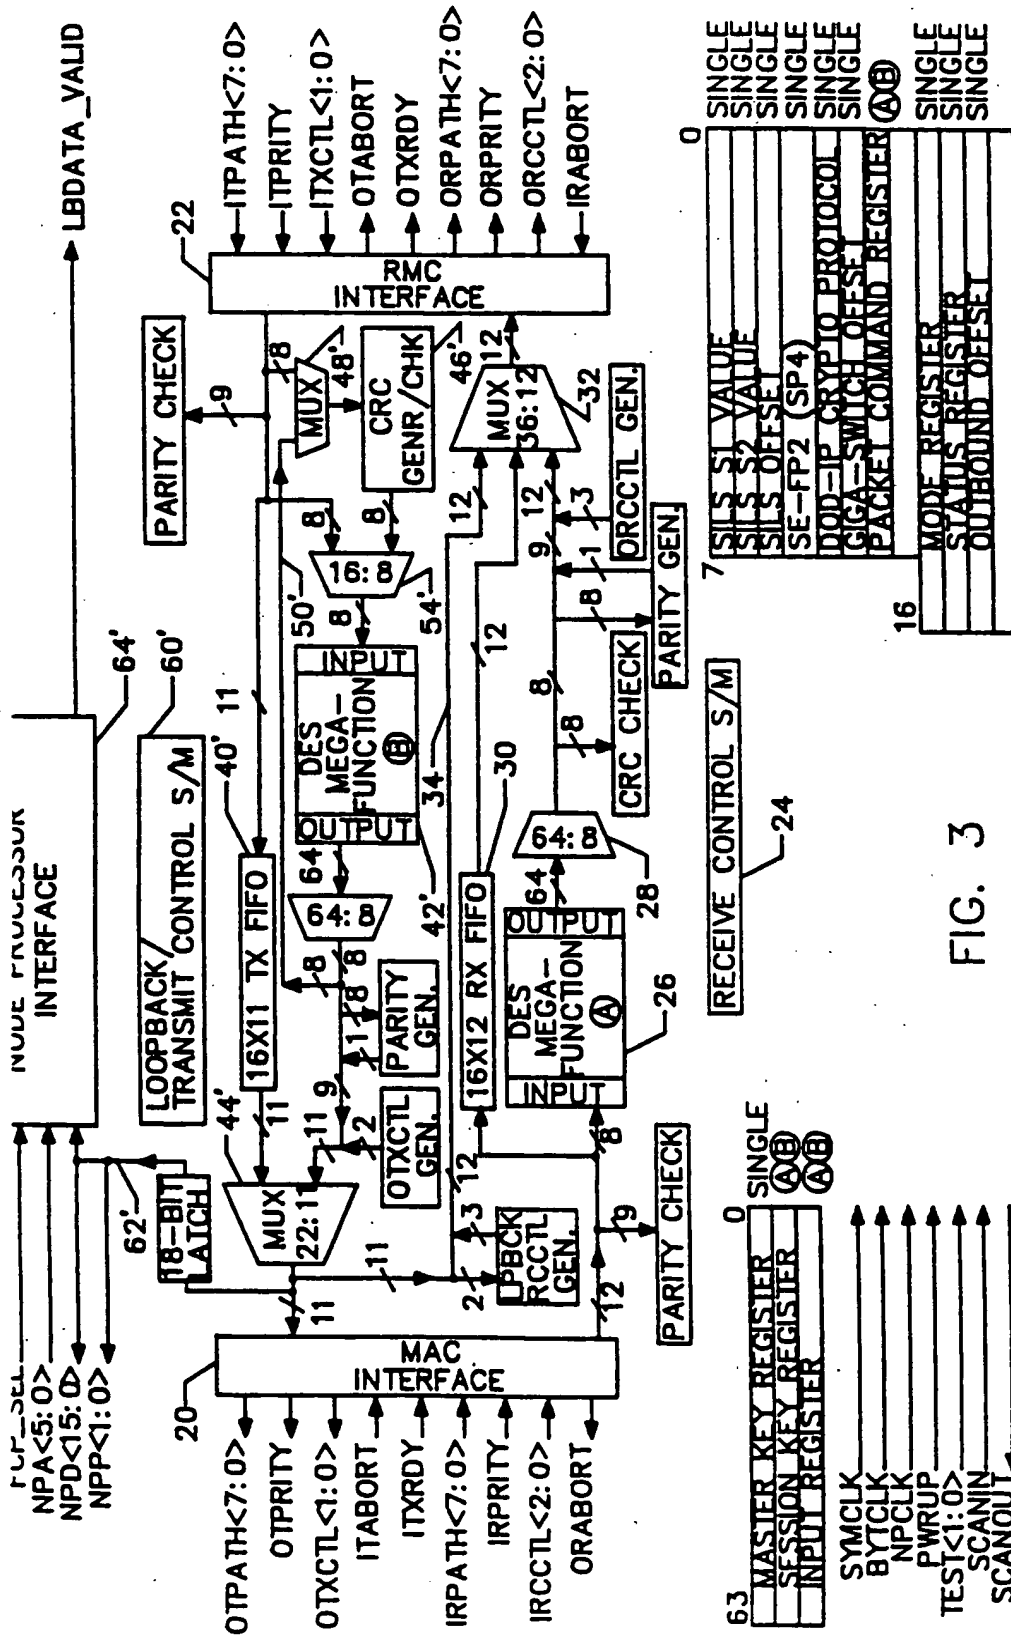 PCP_SEL
NPA<5:0>
NPD<15:0>
NPP<1:0>
NODE PROCESSOR
INTERFACE
64'
LBDATA_VALID
62'
18-BIT
LATCH
LOOPBACK/
TRANSMIT CONTROL S/M
60'
PARITY CHECK
9
20
MAC
INTERFACE
OTPATH<7:0>
OTPRITY
OTXCTL<1:0>
ITABORT
ITXRDY
IRPATH<7:0>
IRPRITY
IRCCTL<2:0>
ORABORT
11
MUX
22:11
44'
11
16X11 TX FIFO
40'
11
11
OTXCTL
GEN.
2
9
1
PARITY
GEN.
8
8
8
64:8
64
OUTPUT
DES
MEGA-
FUNCTION
B
INPUT
42'
8
16:8
54'
50'
8
8
MUX
48'
8
CRC
GENR/CHK
46'
22
RMC
INTERFACE
ITPATH<7:0>
ITPRITY
ITXCTL<1:0>
OTABORT
OTXRDY
ORPATH<7:0>
ORPRITY
ORCCTL<2:0>
IRABORT
11
2
LPBCK
RCCTL
GEN.
3
12
34
12
MUX
36:12
32
12
12
16X12 RX FIFO
30
12
12
9
PARITY CHECK
8
INPUT
DES
MEGA-
FUNCTION
A
OUTPUT
26
64
64:8
28
8
CRC CHECK
8
8
PARITY GEN.
1
9
3
ORCCTL GEN.
12
RECEIVE CONTROL S/M
24
63
0
MASTER KEY REGISTER SINGLE
SESSION KEY REGISTER A B
INPUT REGISTER A B
SYMCLK
BYTCLK
NPCLK
PWRUP
TEST<1:0>
SCANIN
SCANOUT
FIG. 3
7
0
SILS S1 VALUE SINGLE
SILS S2 VALUE SINGLE
SILS OFFSET SINGLE
SE-FP2 (SP4) SINGLE
DOD-IP CRYPTO PROTOCOL SINGLE
GIGA-SWITCH OFFSET SINGLE
PACKET COMMAND REGISTER A B
16
MODE REGISTER SINGLE
STATUS REGISTER SINGLE
OUTBOUND OFFSET SINGLE